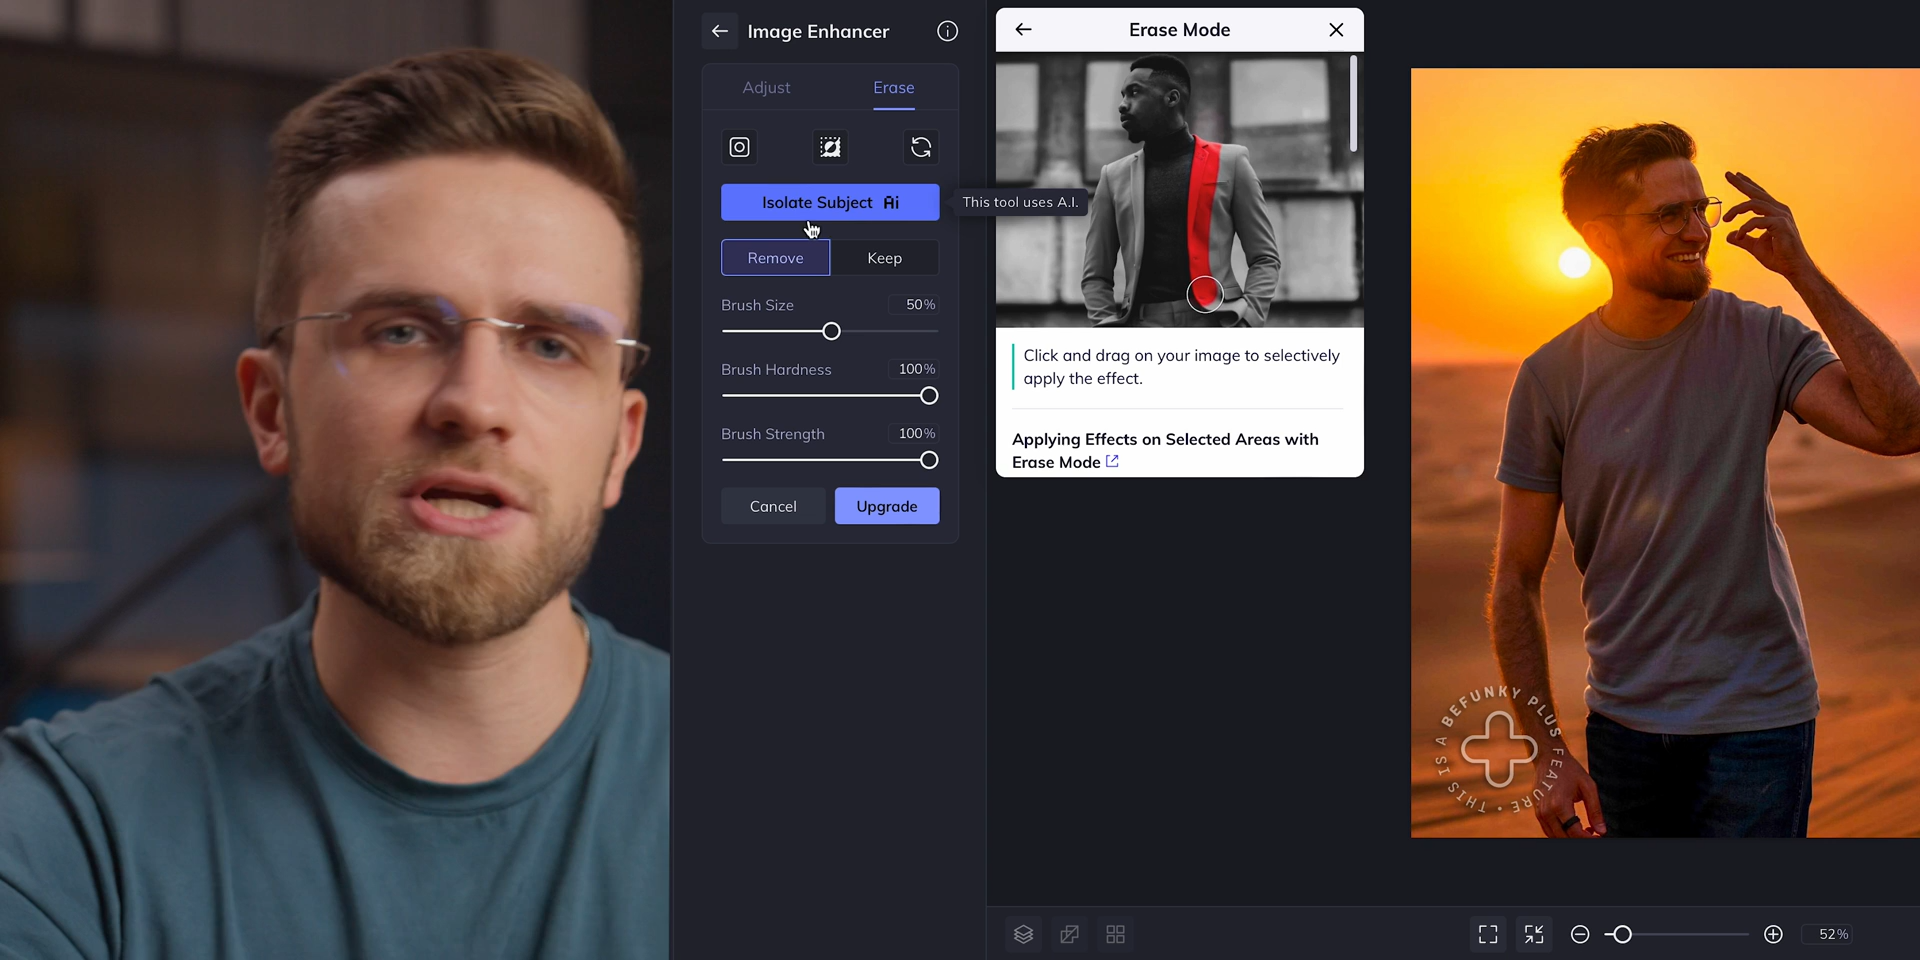 Image Enhancer
Adjust
Erase
Isolate Subject Ai
This tool uses A.I.
Remove
Keep
Brush Size
50%
Brush Hardness
100%
Brush Strength
100%
Cancel
Upgrade
Erase Mode
Click and drag on your image to selectively
apply the effect.
Applying Effects on Selected Areas with
Erase Mode
THIS IS A BEFUNKY PLUS FEATURE •
52%